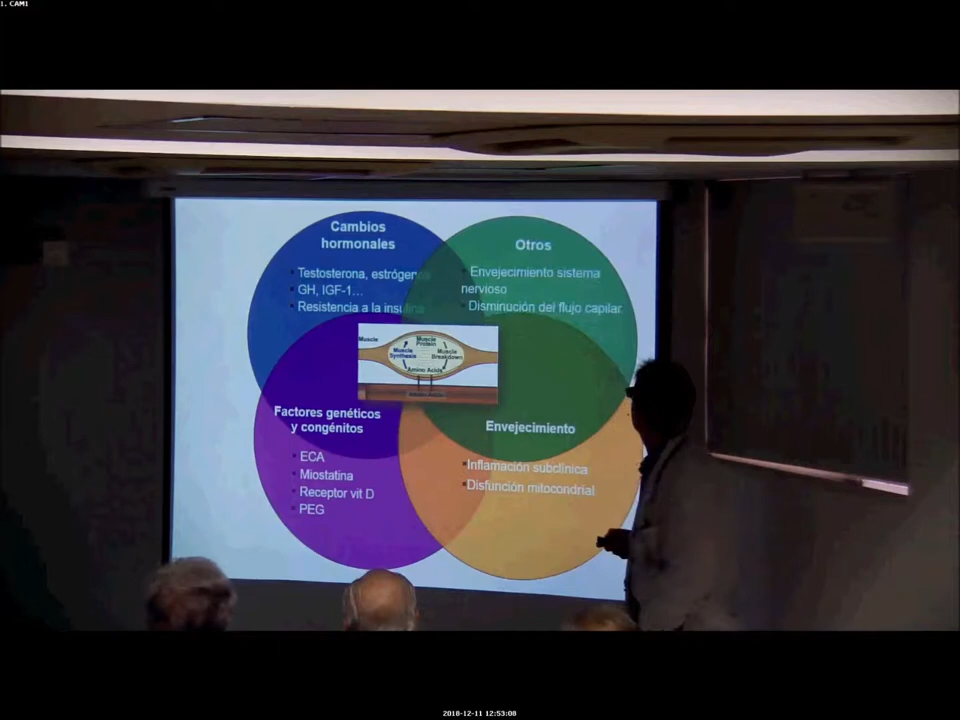 1. CAM1
Cambios
hormonales
• Testosterona, estrógeno
• GH, IGF-1...
• Resistencia a la insulina
Otros
▪ Envejecimiento sistema
nervioso
▪ Disminución del flujo capilar
Muscle
Muscle
Protein
Muscle
Synthesis
Muscle
Breakdown
Amino Acids
Factores genéticos
y congénitos
▪ ECA
▪ Miostatina
▪ Receptor vit D
▪ PEG
Envejecimiento
▪Inflamación subclínica
▪Disfunción mitocondrial
2018-12-11 12:53:08